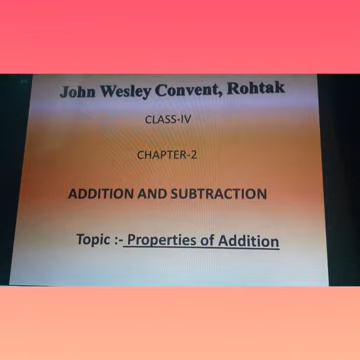 John Wesley Convent, Rohtak
CLASS-IV
CHAPTER-2
ADDITION AND SUBTRACTION
Topic :- Properties of Addition